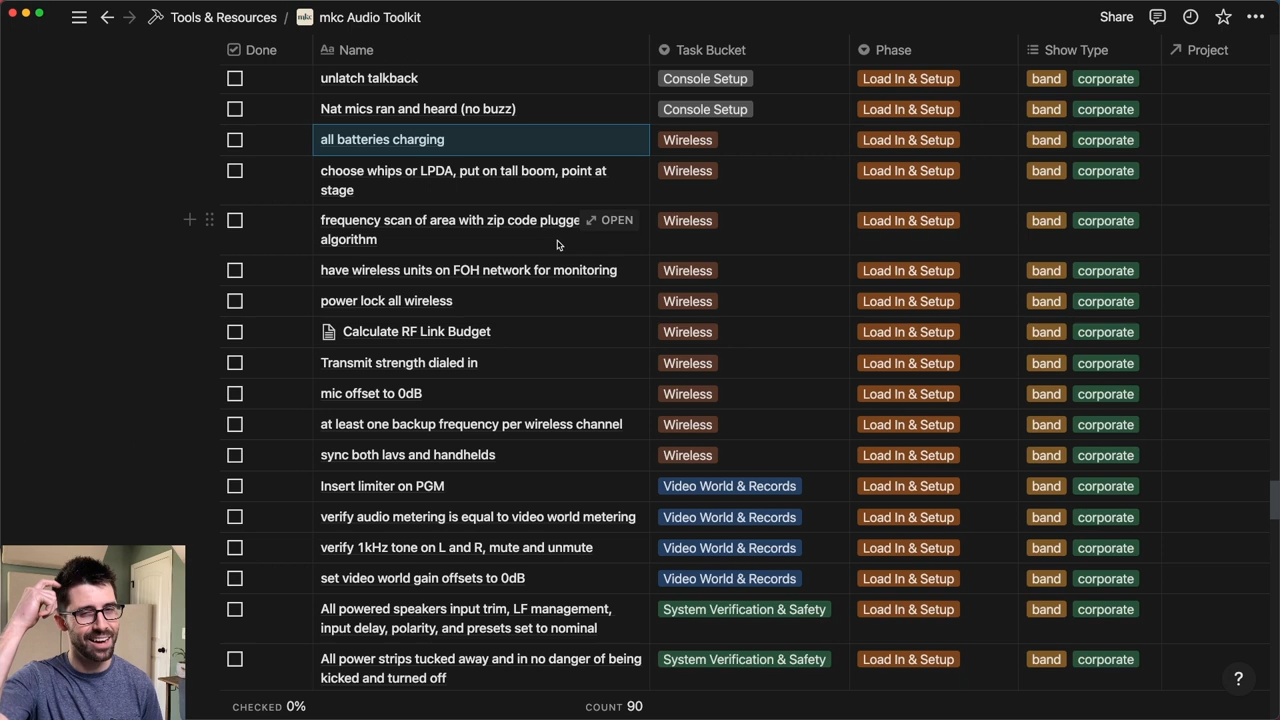 Tools & Resources / mkc mkc Audio Toolkit Share
Done Aa Name Task Bucket Phase Show Type Project
unlatch talkback Console Setup Load In & Setup band corporate
Nat mics ran and heard (no buzz) Console Setup Load In & Setup band corporate
all batteries charging Wireless Load In & Setup band corporate
choose whips or LPDA, put on tall boom, point at
stage Wireless Load In & Setup band corporate
frequency scan of area with zip code plugge OPEN
algorithm Wireless Load In & Setup band corporate
have wireless units on FOH network for monitoring Wireless Load In & Setup band corporate
power lock all wireless Wireless Load In & Setup band corporate
Calculate RF Link Budget Wireless Load In & Setup band corporate
Transmit strength dialed in Wireless Load In & Setup band corporate
mic offset to 0dB Wireless Load In & Setup band corporate
at least one backup frequency per wireless channel Wireless Load In & Setup band corporate
sync both lavs and handhelds Wireless Load In & Setup band corporate
Insert limiter on PGM Video World & Records Load In & Setup band corporate
verify audio metering is equal to video world metering Video World & Records Load In & Setup band corporate
verify 1kHz tone on L and R, mute and unmute Video World & Records Load In & Setup band corporate
set video world gain offsets to 0dB Video World & Records Load In & Setup band corporate
All powered speakers input trim, LF management,
input delay, polarity, and presets set to nominal System Verification & Safety Load In & Setup band corporate
All power strips tucked away and in no danger of being
kicked and turned off System Verification & Safety Load In & Setup band corporate
CHECKED 0% COUNT 90
?